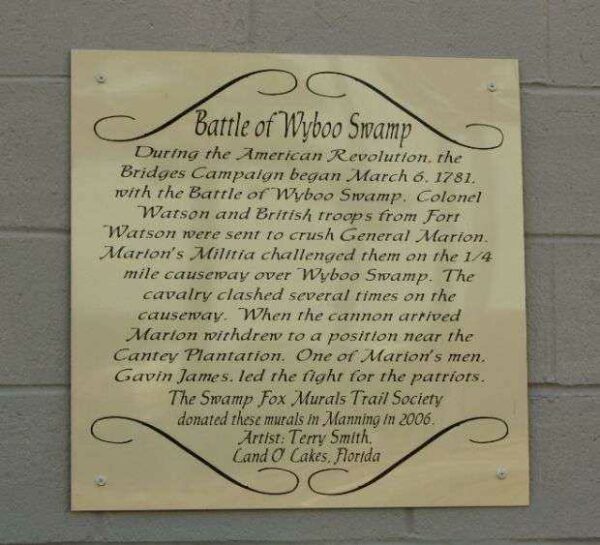 Battle of Wyboo Swamp
During the American Revolution, the
Bridges Campaign began March 6, 1781,
with the Battle of Wyboo Swamp. Colonel
Watson and British troops from Fort
Watson were sent to crush General Marion.
Marion's Militia challenged them on the 1/4
mile causeway over Wyboo Swamp. The
cavalry clashed several times on the
causeway. When the cannon arrived
Marion withdrew to a position near the
Cantey Plantation. One of Marion's men,
Gavin James, led the fight for the patriots.
The Swamp Fox Murals Trail Society
donated these murals in Manning in 2006.
Artist: Terry Smith,
Land O' Lakes, Florida